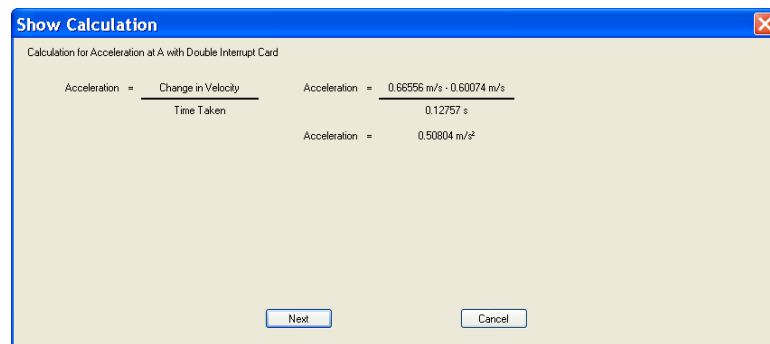 Show Calculation
Calculation for Acceleration at A with Double Interrupt Card
Acceleration = Change in Velocity Acceleration = 0.66556 m/s - 0.60074 m/s
Time Taken 0.12757 s
Acceleration = 0.50804 m/s²
Next Cancel